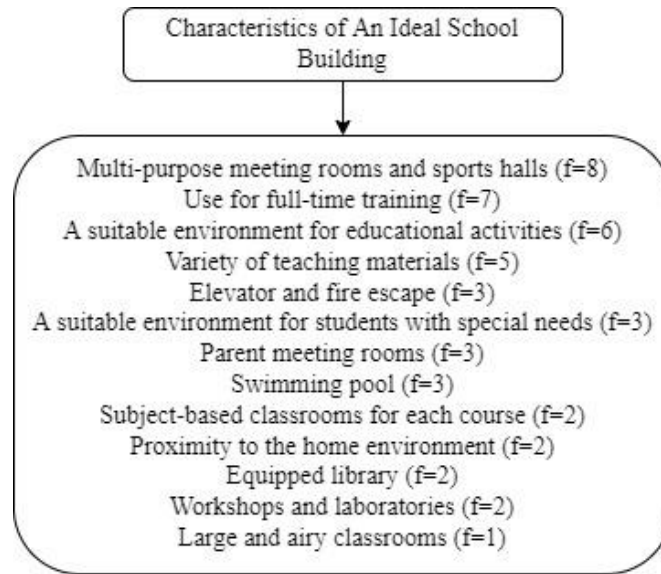 Characteristics of An Ideal School
Building
Multi-purpose meeting rooms and sports halls (f=8)
Use for full-time training (f=7)
A suitable environment for educational activities (f=6)
Variety of teaching materials (f=5)
Elevator and fire escape (f=3)
A suitable environment for students with special needs (f=3)
Parent meeting rooms (f=3)
Swimming pool (f=3)
Subject-based classrooms for each course (f=2)
Proximity to the home environment (f=2)
Equipped library (f=2)
Workshops and laboratories (f=2)
Large and airy classrooms (f=1)